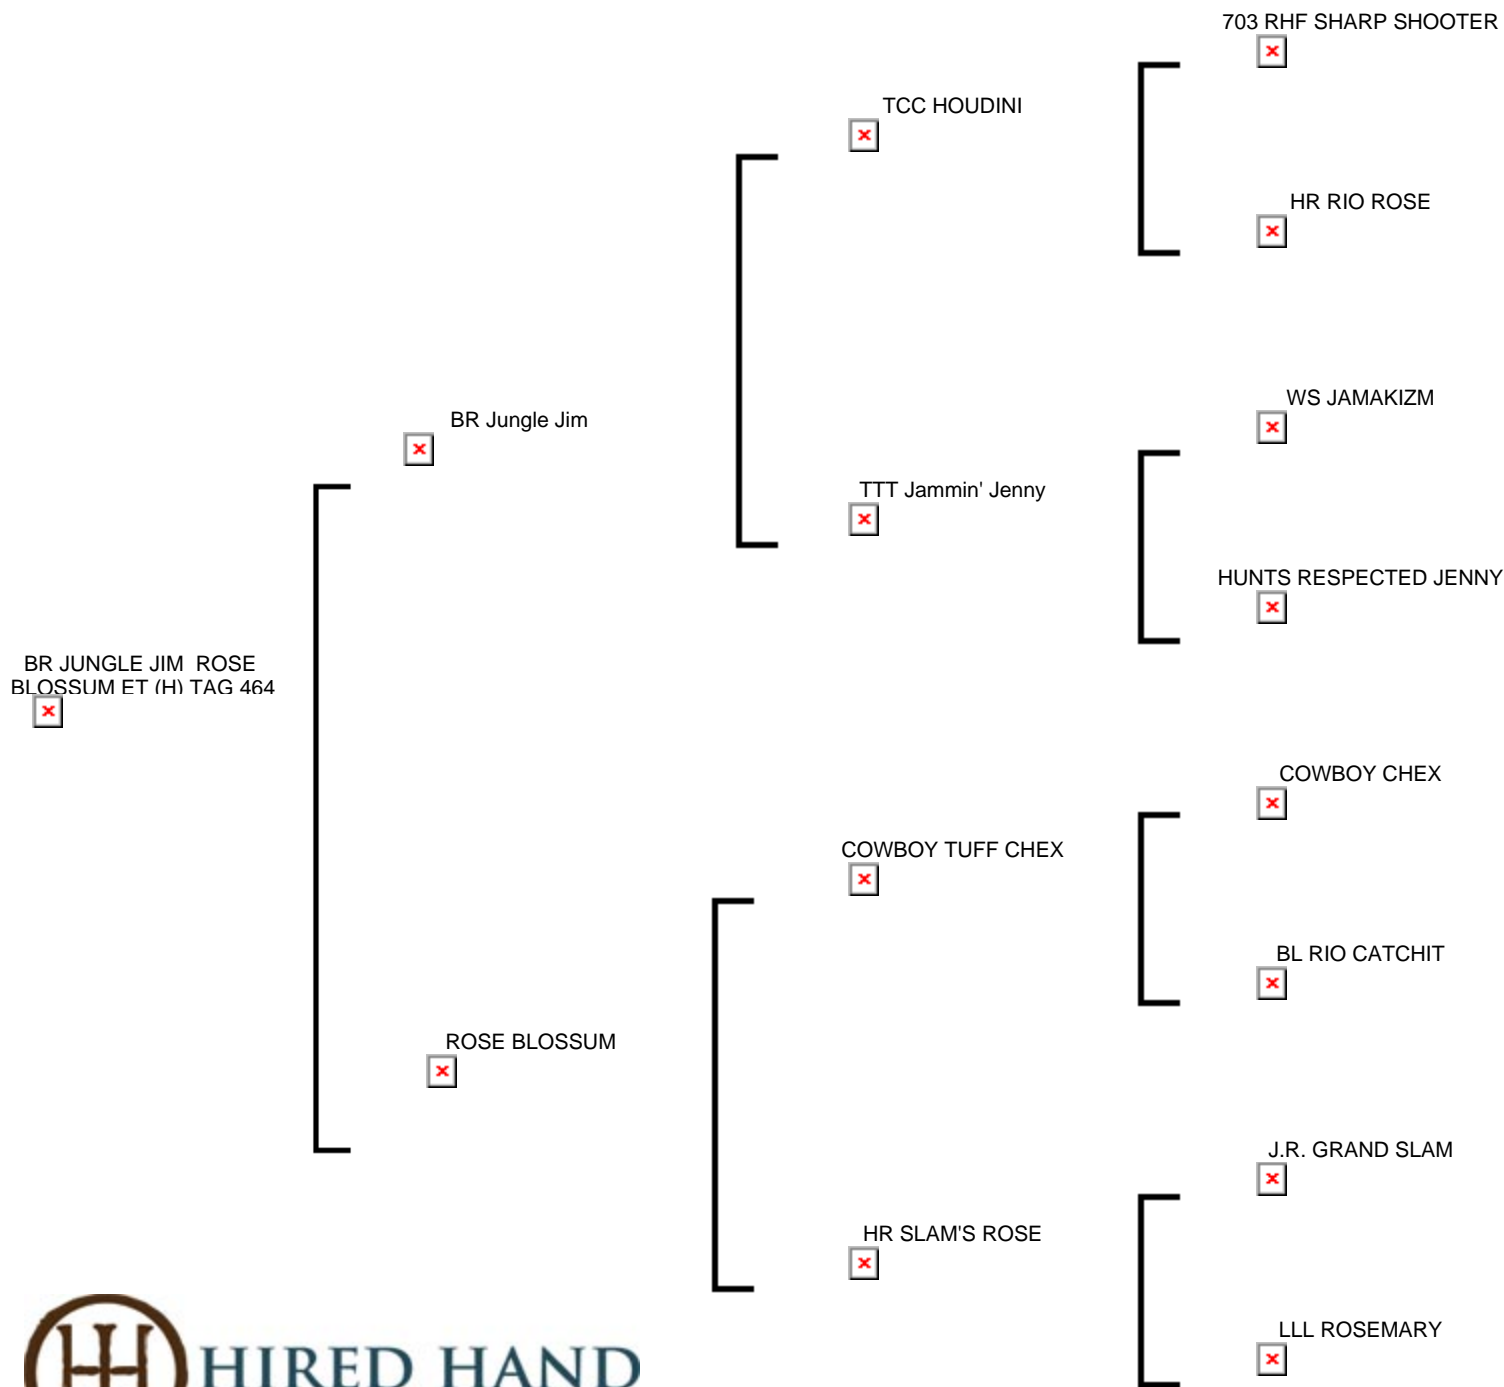 703 RHF SHARP SHOOTER
TCC HOUDINI
HR RIO ROSE
WS JAMAKIZM
BR Jungle Jim
TTT Jammin' Jenny
HUNTS RESPECTED JENNY
BR JUNGLE JIM  ROSE
BLOSSUM ET (H) TAG 464
COWBOY CHEX
COWBOY TUFF CHEX
BL RIO CATCHIT
ROSE BLOSSUM
J.R. GRAND SLAM
HR SLAM'S ROSE
LLL ROSEMARY
HIRED HAND